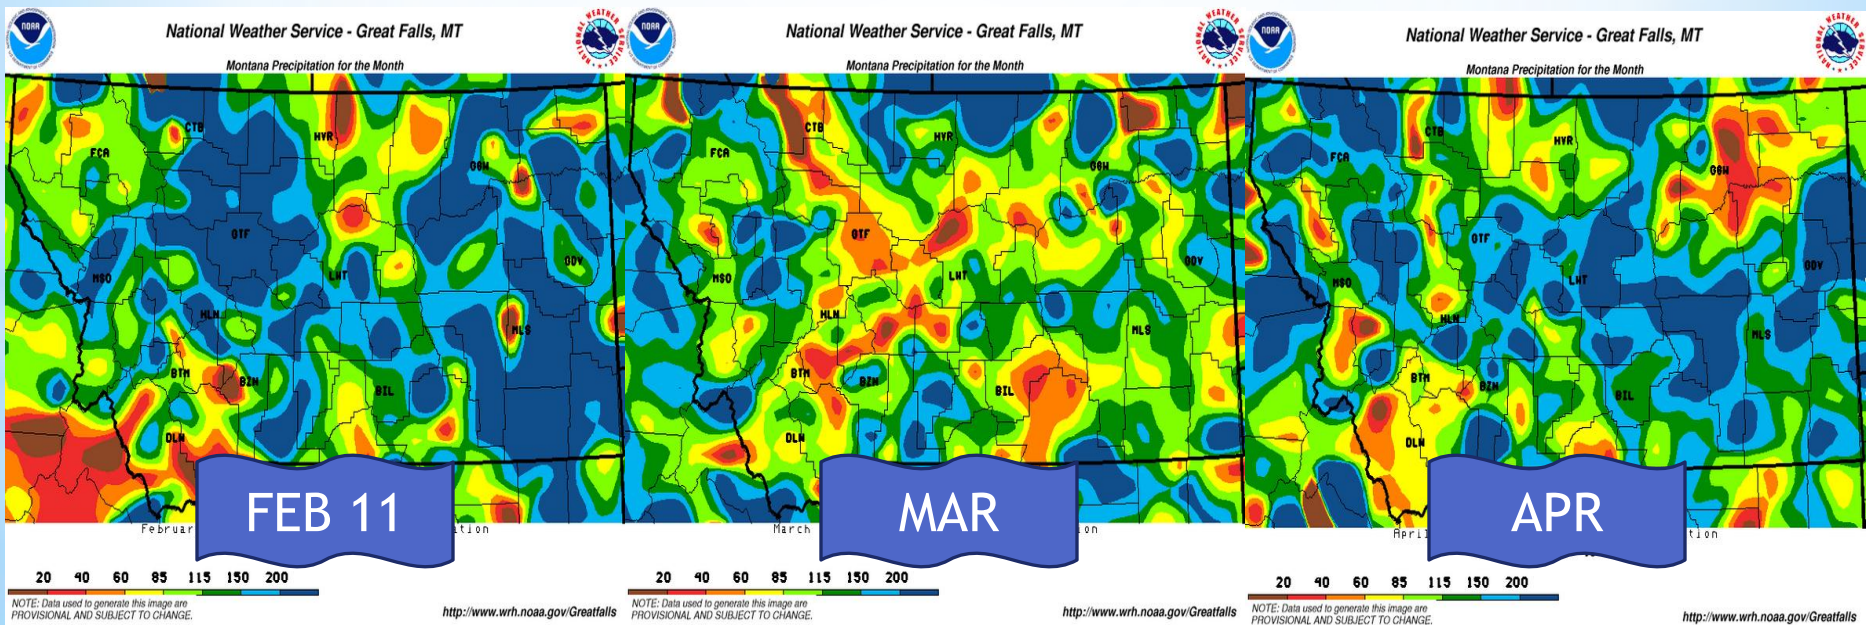 National Weather Service - Great Falls, MT
Montana Precipitation for the Month
CTB
HVR
FCA
GGW
GTF
MSO
LWT
GDV
HLN
MLS
BTM
BZN
BIL
DLN
FEB 11
20 40 60 85 115 150 200
NOTE: Data used to generate this image are
PROVISIONAL AND SUBJECT TO CHANGE.
http://www.wrh.noaa.gov/Greatfalls
National Weather Service - Great Falls, MT
Montana Precipitation for the Month
CTB
HVR
FCA
GGW
GTF
MSO
LWT
GDV
HLN
MLS
BTM
BZN
BIL
DLN
MAR
March
20 40 60 85 115 150 200
NOTE: Data used to generate this image are
PROVISIONAL AND SUBJECT TO CHANGE.
http://www.wrh.noaa.gov/Greatfalls
National Weather Service - Great Falls, MT
Montana Precipitation for the Month
CTB
HVR
FCA
GGW
GTF
MSO
LWT
GDV
HLN
MLS
BTM
BZN
BIL
DLN
APR
April
20 40 60 85 115 150 200
NOTE: Data used to generate this image are
PROVISIONAL AND SUBJECT TO CHANGE.
http://www.wrh.noaa.gov/Greatfalls